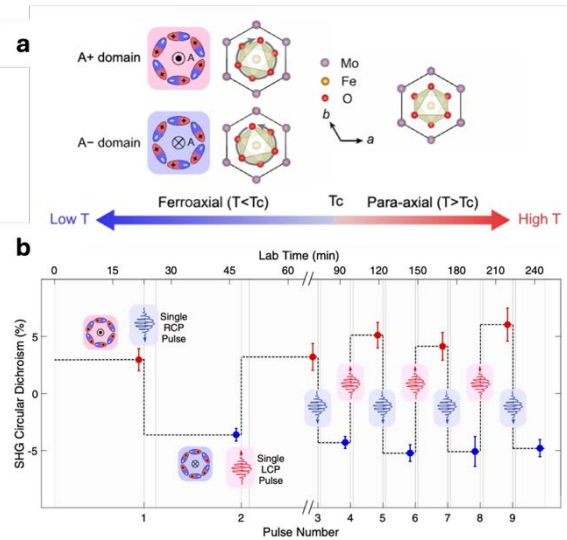 a
A+ domain
A
A− domain
A
Mo
Fe
O
b
a
Low T
Ferroaxial (T<Tc)
Tc
Para-axial (T>Tc)
High T
b
Lab Time (min)
0 15 30 45 60 90 120 150 180 210 240
SHG Circular Dichroism (%)
5
0
-5
Single
RCP
Pulse
Single
LCP
Pulse
1 2 3 4 5 6 7 8 9
Pulse Number